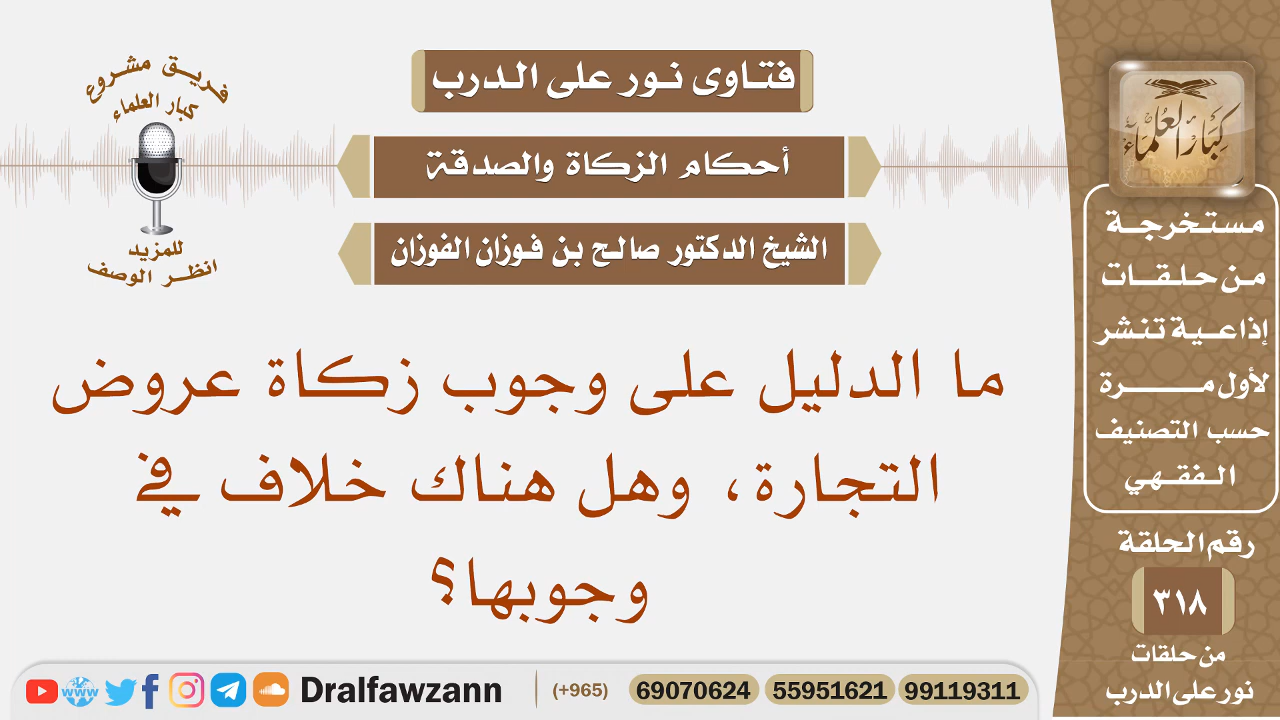 فتاوى نور على الدرب
أحكام الزكاة والصدقة
الشيخ الدكتور صالح بن فوزان الفوزان
فريق مشروع
كبار العلماء
للمزيد
انظر الوصف
ما الدليل على وجوب زكاة عروض
التجارة، وهل هناك خلاف في
وجوبها؟
كبار العلماء
مستخرجة
من حلقات
إذاعية تنشر
لأول مرة
حسب التصنيف
الفقهي
رقم الحلقة
٣١٨
من حلقات
نور على الدرب
www Dralfawzann (+965) 69070624 55951621 99119311